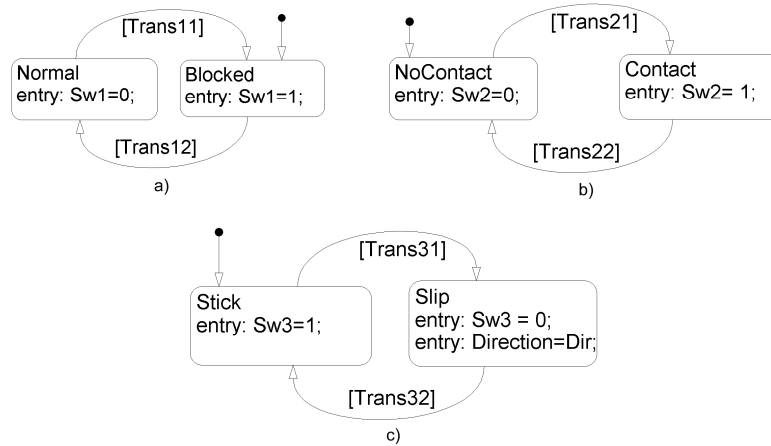 [Trans11]
Normal
entry: Sw1=0;
Blocked
entry: Sw1=1;
[Trans12]
a)
[Trans21]
NoContact
entry: Sw2=0;
Contact
entry: Sw2= 1;
[Trans22]
b)
[Trans31]
Stick
entry: Sw3=1;
Slip
entry: Sw3 = 0;
entry: Direction=Dir;
[Trans32]
c)